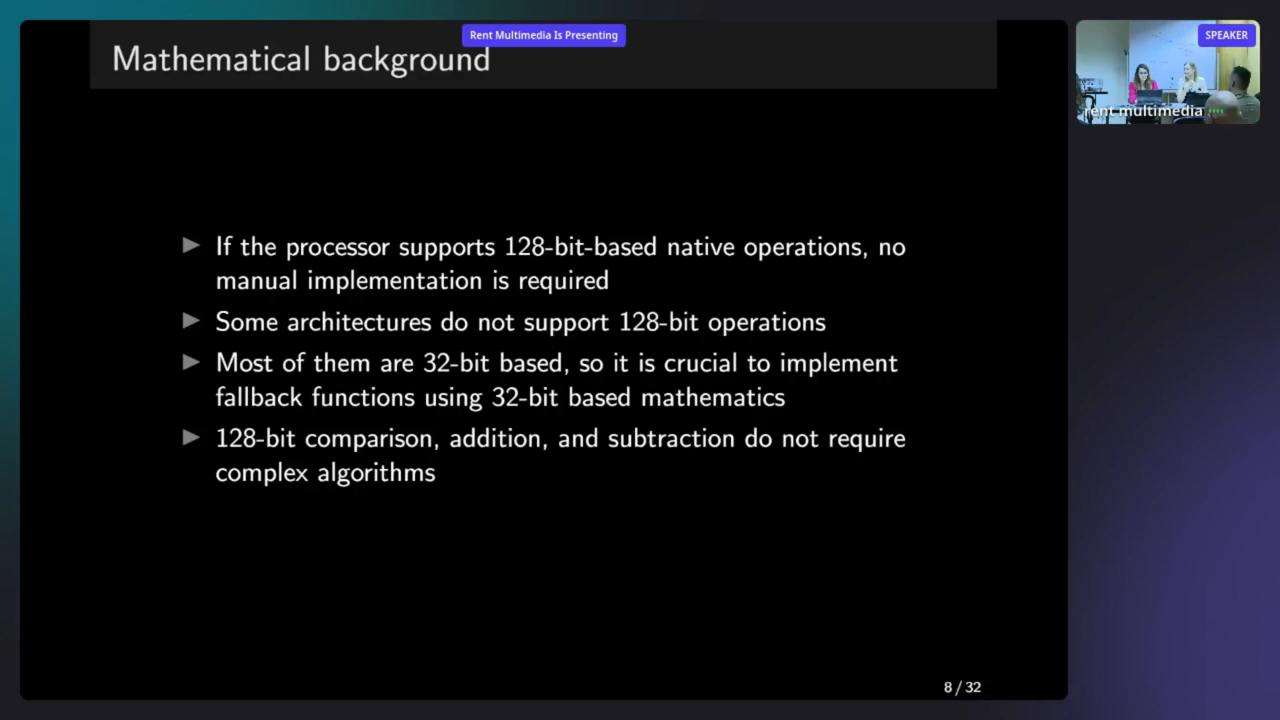 Rent Multimedia Is Presenting
Mathematical background
If the processor supports 128-bit-based native operations, no
manual implementation is required
Some architectures do not support 128-bit operations
Most of them are 32-bit based, so it is crucial to implement
fallback functions using 32-bit based mathematics
128-bit comparison, addition, and subtraction do not require
complex algorithms
8 / 32
SPEAKER
rent multimedia